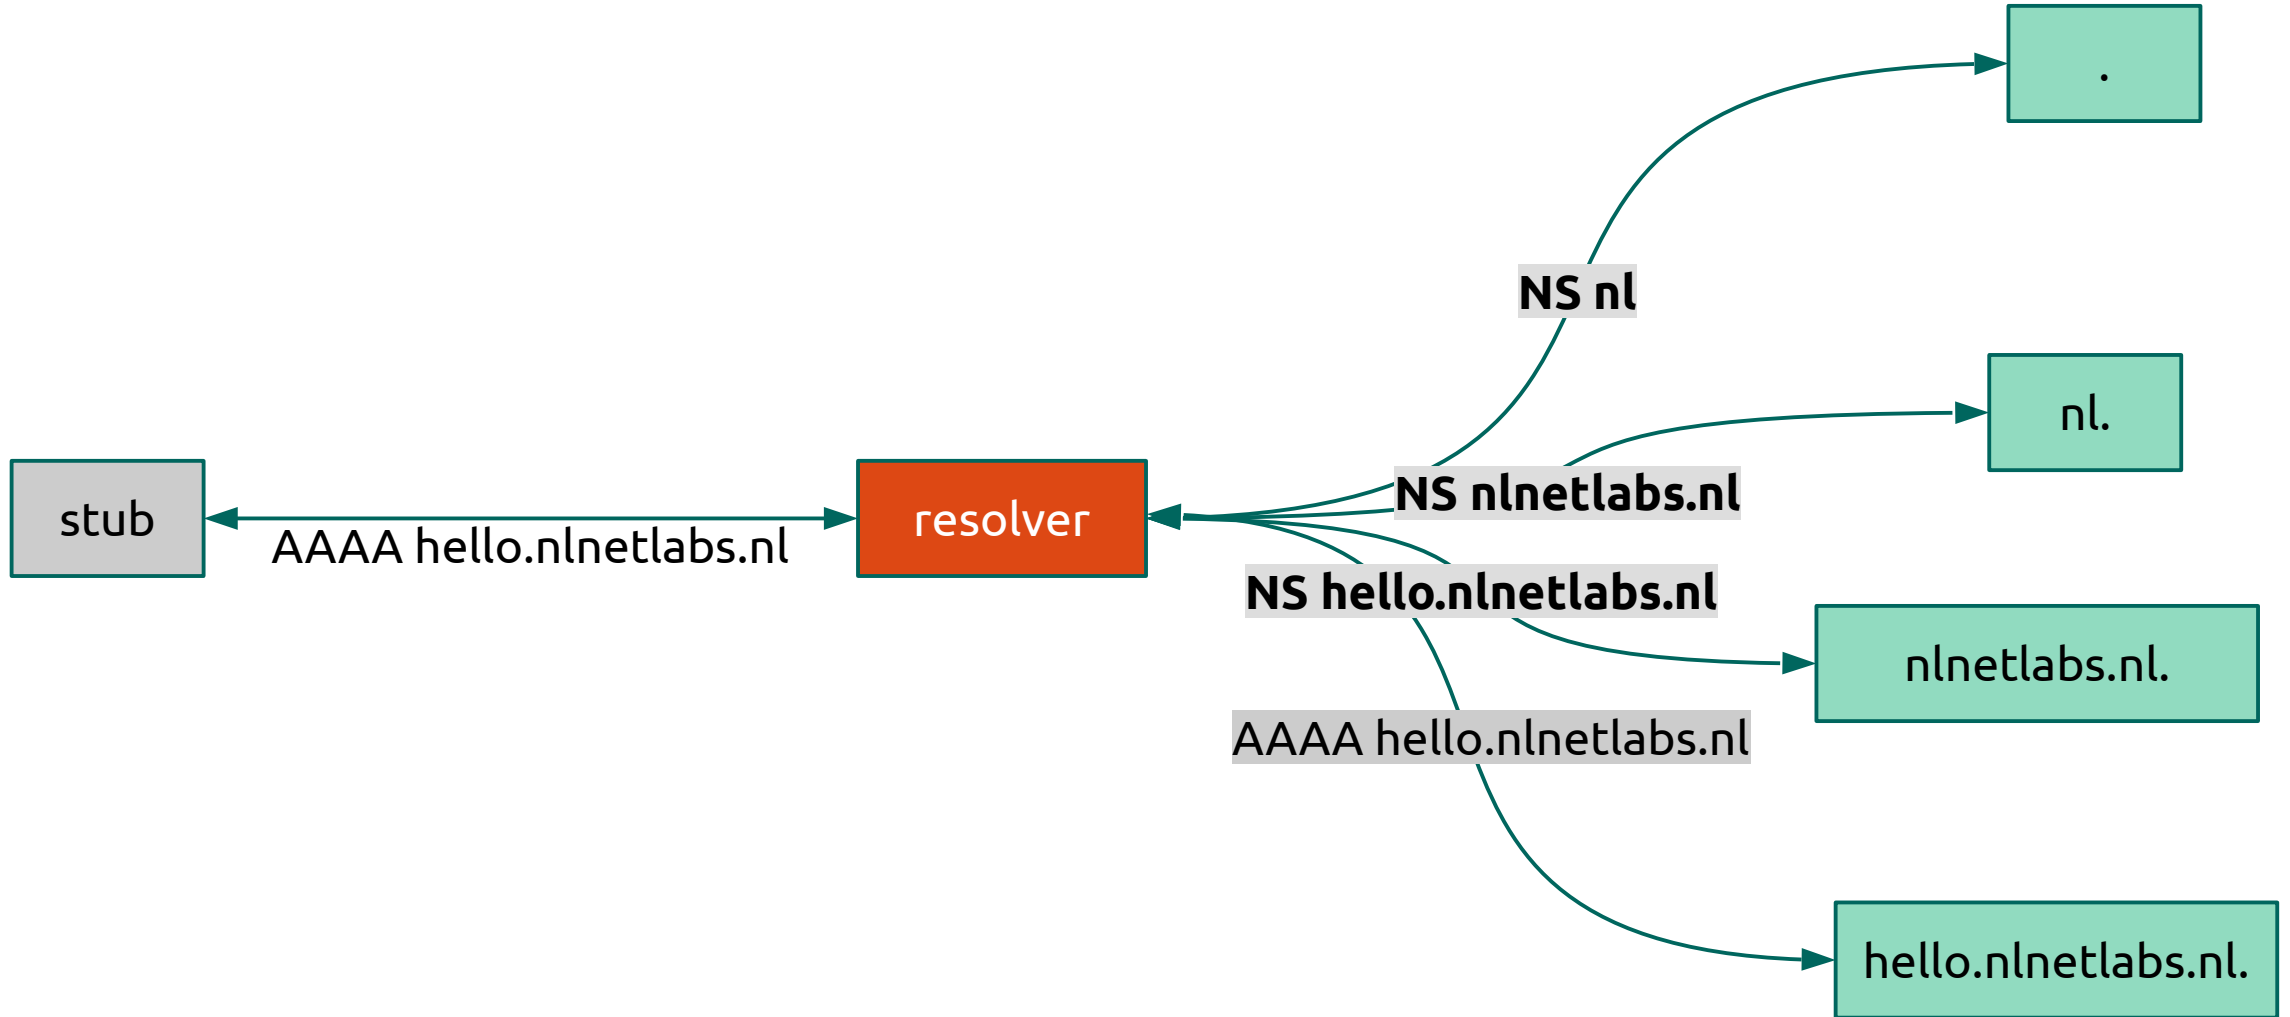 .
NS nl
nl.
NS nlnetlabs.nl
stub
resolver
AAAA hello.nlnetlabs.nl
NS hello.nlnetlabs.nl
nlnetlabs.nl.
AAAA hello.nlnetlabs.nl
hello.nlnetlabs.nl.